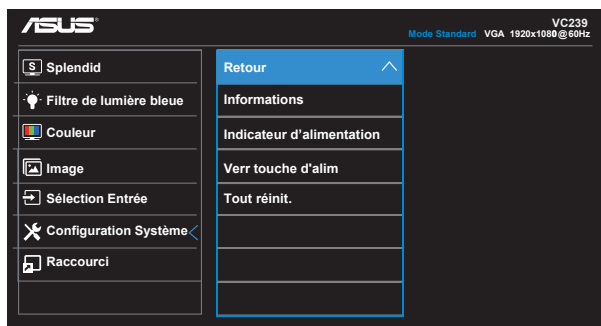 ASUS
VC239
Mode Standard VGA 1920x1080@60Hz
S Splendid
Filtre de lumière bleue
Couleur
Image
Sélection Entrée
Configuration Système
Raccourci
Retour
Informations
Indicateur d’alimentation
Verr touche d'alim
Tout réinit.